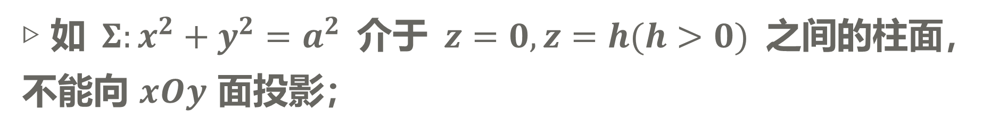 ▷ 如 Σ: x² + y² = a² 介于 z = 0, z = h(h > 0) 之间的柱面，
不能向 xOy 面投影；